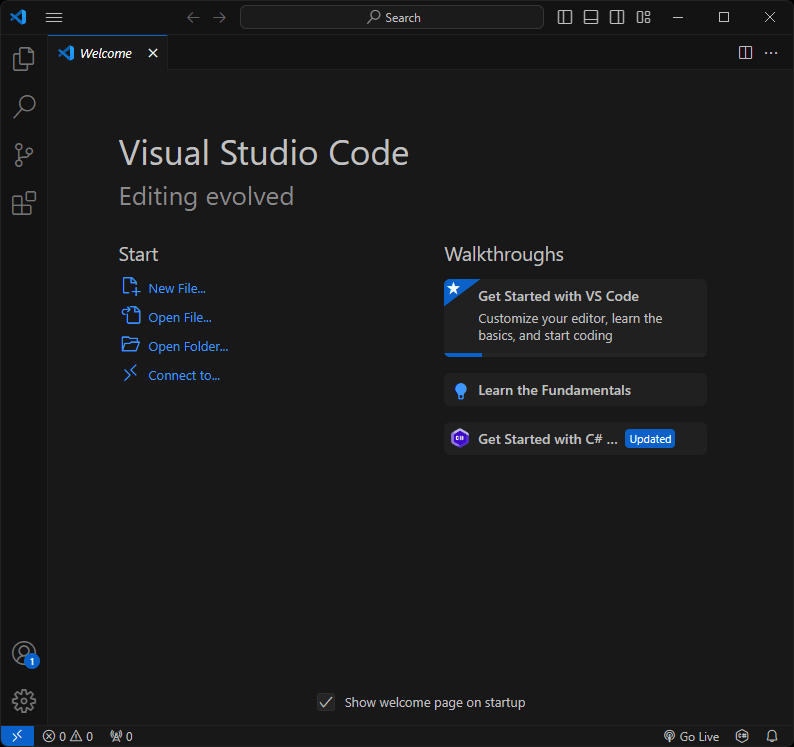 Search
Welcome
Visual Studio Code
Editing evolved
Start
New File...
Open File...
Open Folder...
Connect to...
Walkthroughs
Get Started with VS Code
Customize your editor, learn the
basics, and start coding
Learn the Fundamentals
Get Started with C# ... Updated
1
Show welcome page on startup
0 0 0 Go Live